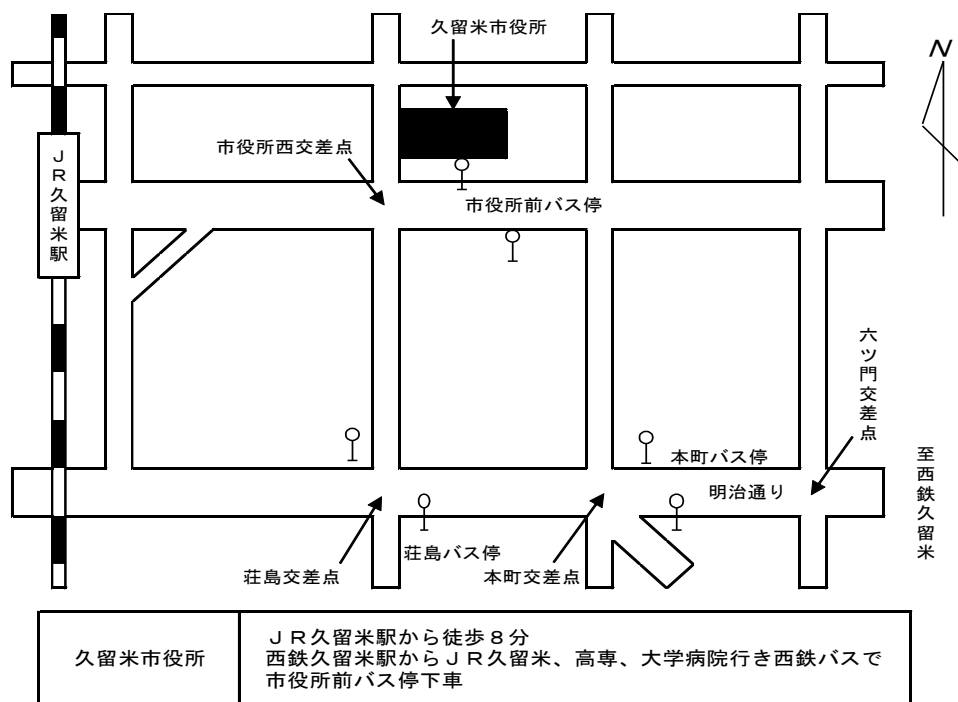 久留米市役所
N
市役所西交差点
ＪＲ久留米駅
市役所前バス停
六ツ門交差点
本町バス停
明治通り
至西鉄久留米
荘島バス停
荘島交差点
本町交差点
久留米市役所
ＪＲ久留米駅から徒歩８分
西鉄久留米駅からＪＲ久留米、高専、大学病院行き西鉄バスで
市役所前バス停下車